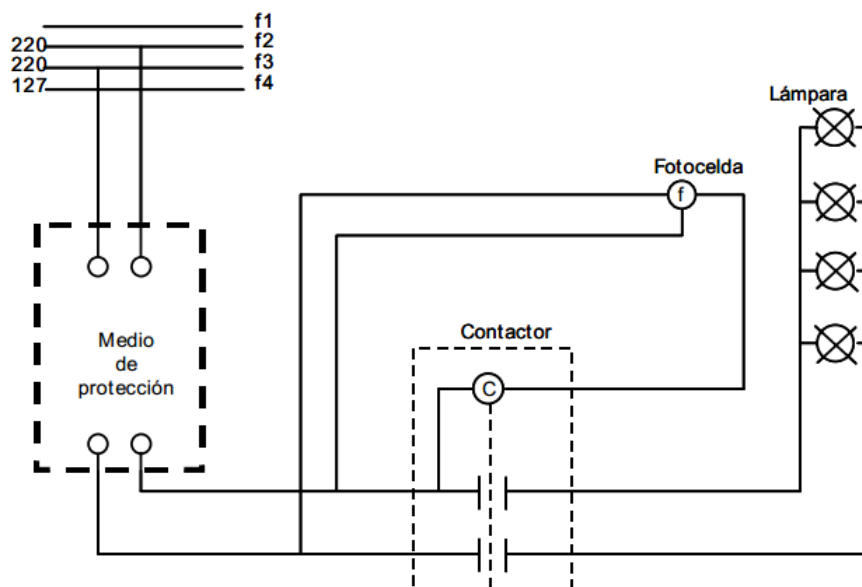 f1
220 f2
220 f3
127 f4
Lámpara
Fotocelda
f
Contactor
C
Medio
de
protección